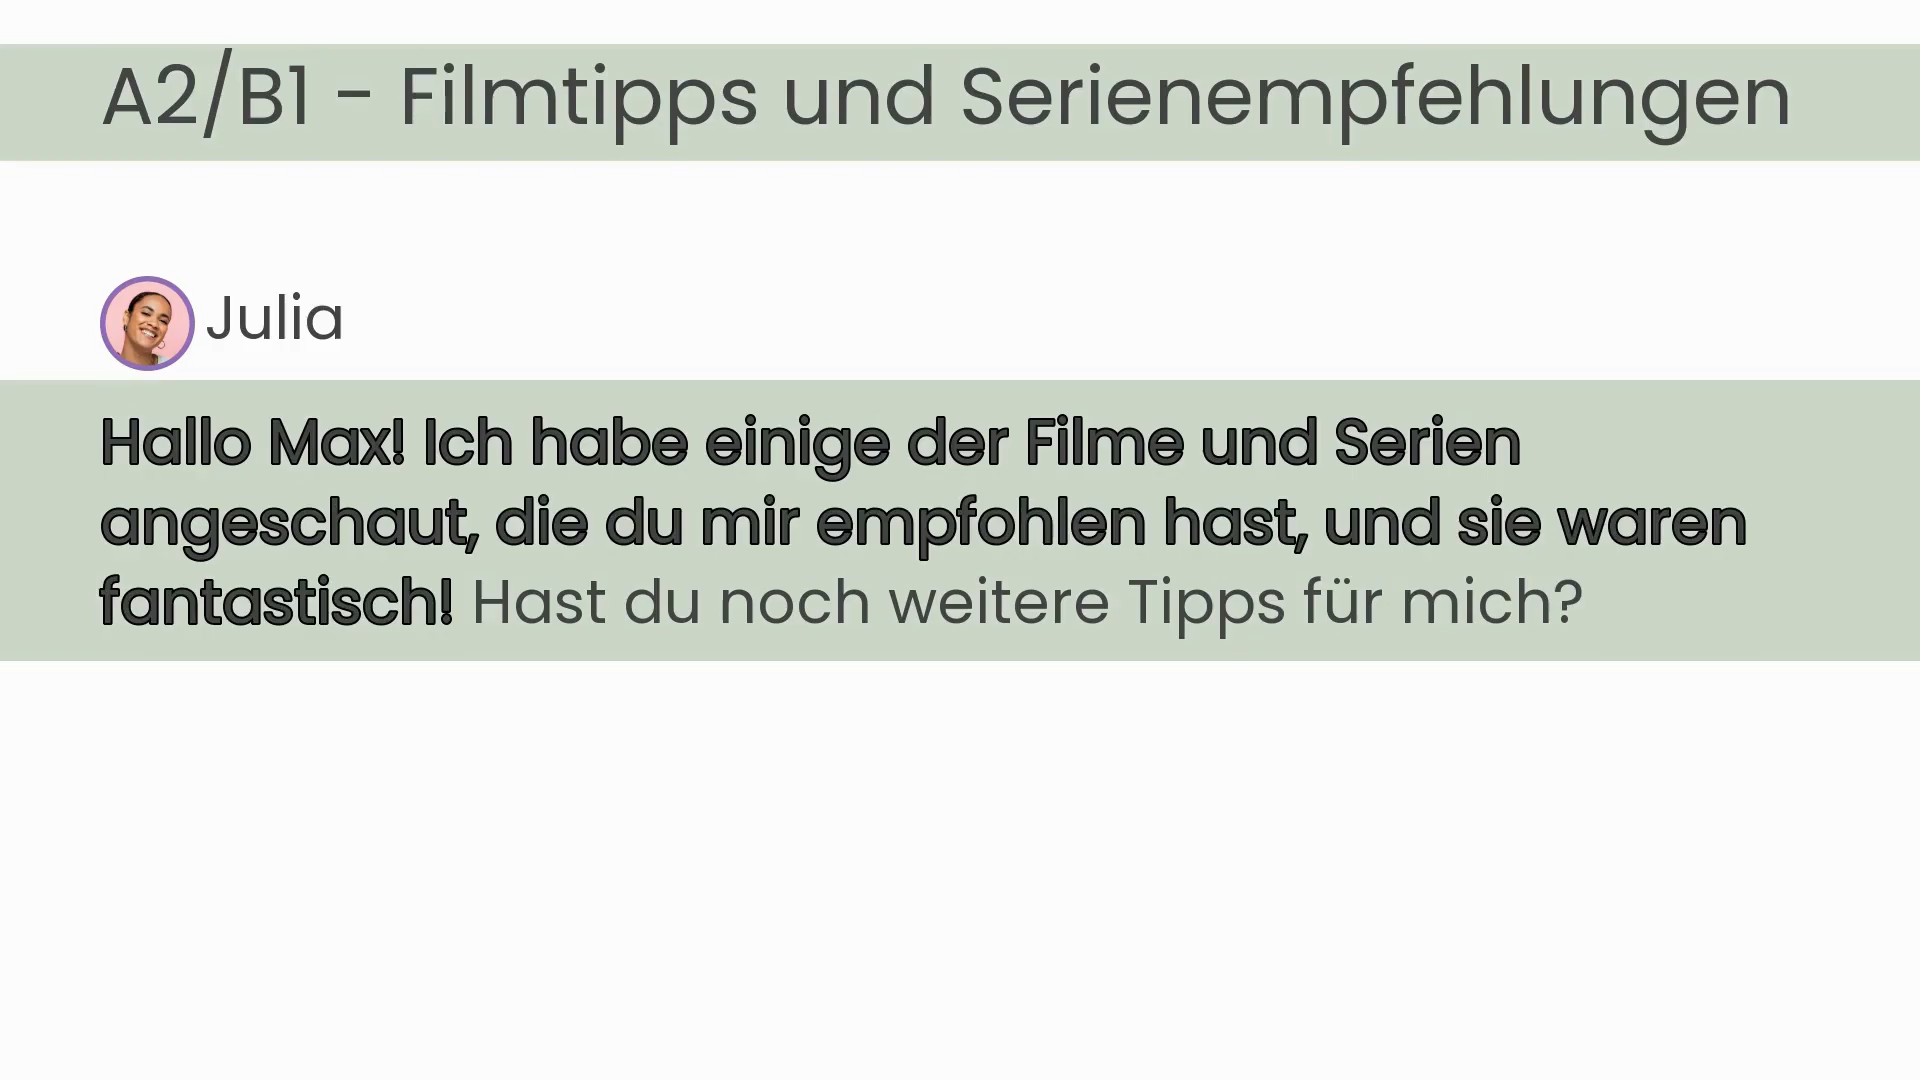 A2/B1 - Filmtipps und Serienempfehlungen
Julia
Hallo Max! Ich habe einige der Filme und Serien
angeschaut, die du mir empfohlen hast, und sie waren
fantastisch! Hast du noch weitere Tipps für mich?